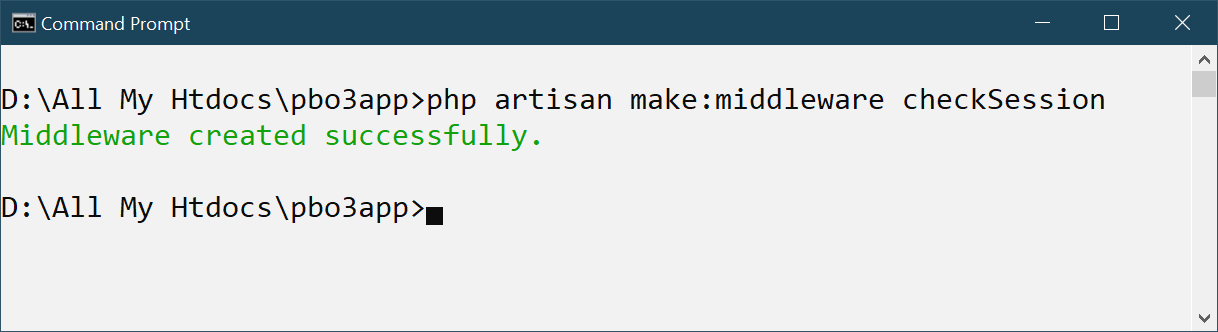 Command Prompt
D:\All My Htdocs\pbo3app>php artisan make:middleware checkSession
Middleware created successfully.
D:\All My Htdocs\pbo3app>